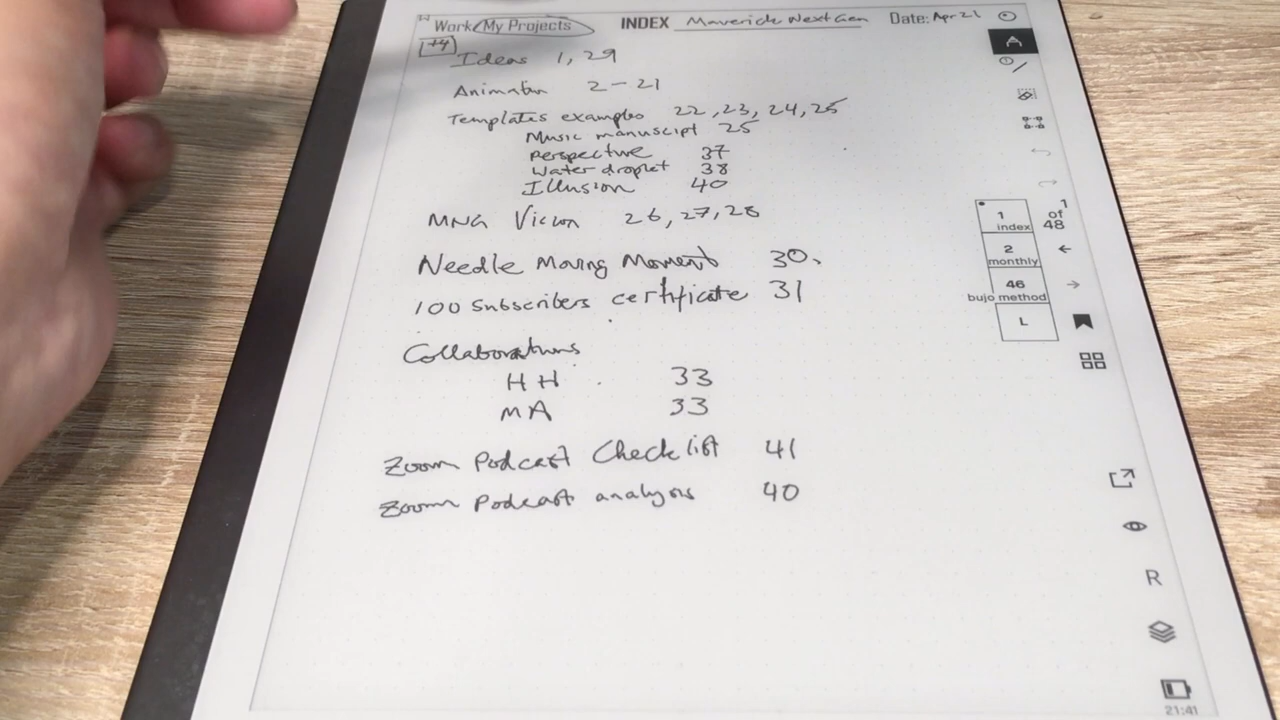 Work/My Projects INDEX Maverick Next Gen Date: Apr 21
+4
Ideas 1, 29
Animation 2 - 21
Templates examples 22, 23, 24, 25
Music manuscript 25
Perspective 37
Water droplet 38
Illusion 40
MNG Vision 26, 27, 28
Needle Moving Moment 30.
100 Subscribers certificate 31
Collaborations
HH 33
MA 33
Zoom Podcast Checklist 41
Zoom Podcast analysis 40
1 index
2 monthly
46 bujo method
L
1 of 48
R
21:41